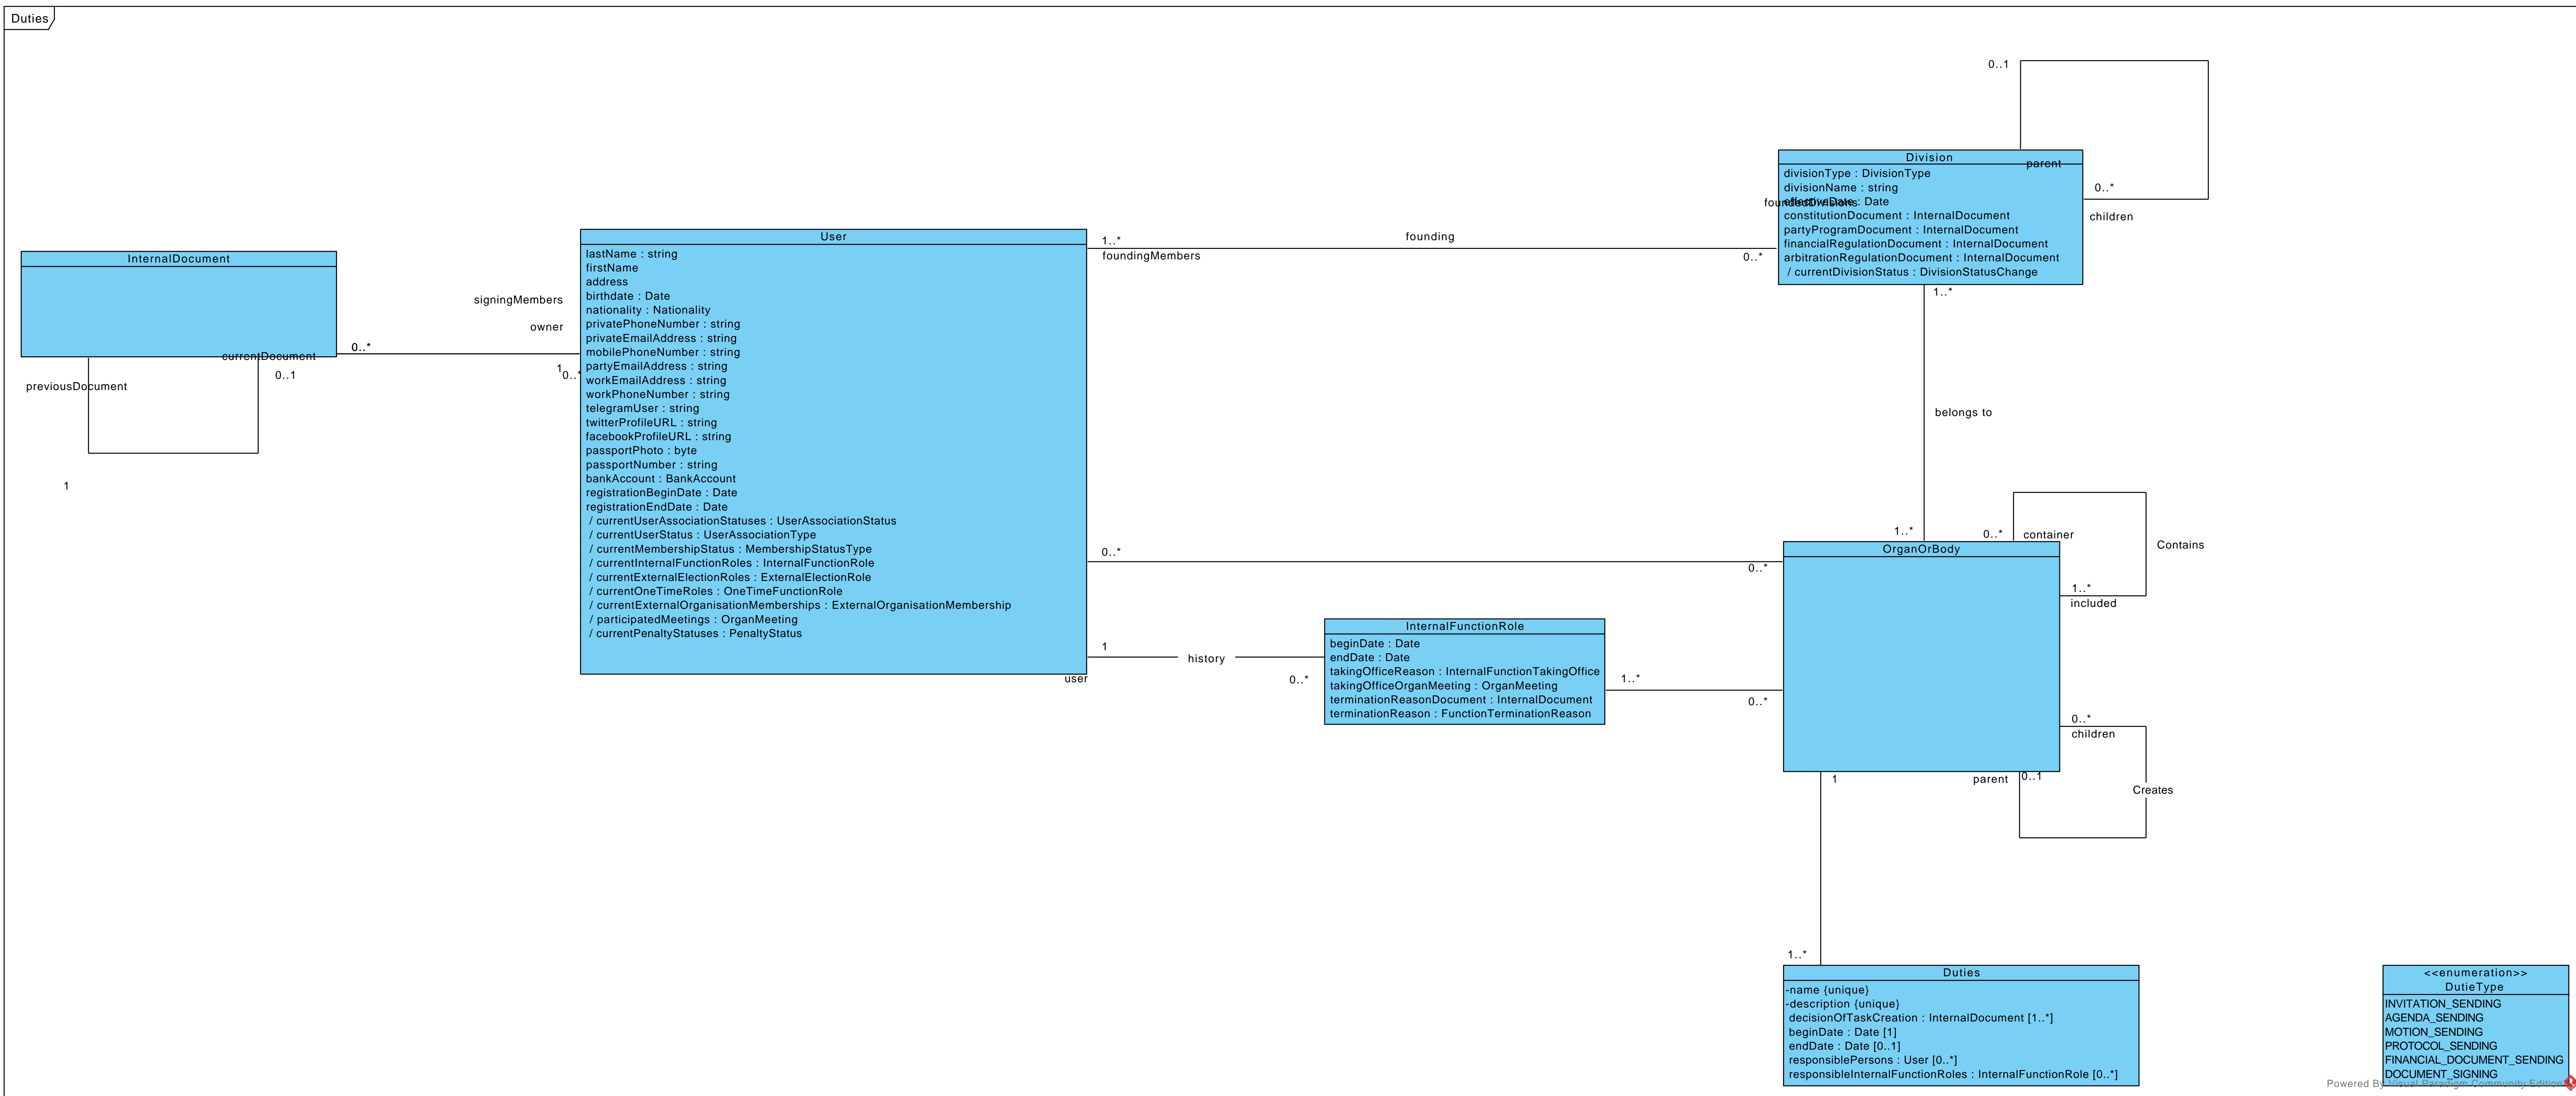 Duties
0..1
Division
parent
divisionType : DivisionType
divisionName : string
effectiveDate : Date
foundedDivisions
constitutionDocument : InternalDocument
partyProgramDocument : InternalDocument
financialRegulationDocument : InternalDocument
arbitrationRegulationDocument : InternalDocument
/ currentDivisionStatus : DivisionStatusChange
0..*
children
InternalDocument
currentDocument
0..1
previousDocument
1
0..*
signingMembers
owner
1
0..*
User
lastName : string
firstName
address
birthdate : Date
nationality : Nationality
privatePhoneNumber : string
privateEmailAddress : string
mobilePhoneNumber : string
partyEmailAddress : string
workEmailAddress : string
workPhoneNumber : string
telegramUser : string
twitterProfileURL : string
facebookProfileURL : string
passportPhoto : byte
passportNumber : string
bankAccount : BankAccount
registrationBeginDate : Date
registrationEndDate : Date
/ currentUserAssociationStatuses : UserAssociationStatus
/ currentUserStatus : UserAssociationType
/ currentMembershipStatus : MembershipStatusType
/ currentInternalFunctionRoles : InternalFunctionRole
/ currentExternalElectionRoles : ExternalElectionRole
/ currentOneTimeRoles : OneTimeFunctionRole
/ currentExternalOrganisationMemberships : ExternalOrganisationMembership
/ participatedMeetings : OrganMeeting
/ currentPenaltyStatuses : PenaltyStatus
1..*
foundingMembers
founding
0..*
1..*
belongs to
1..*
0..*
container
Contains
1..*
included
OrganOrBody
0..*
0..*
1
user
history
0..*
InternalFunctionRole
beginDate : Date
endDate : Date
takingOfficeReason : InternalFunctionTakingOffice
takingOfficeOrganMeeting : OrganMeeting
terminationReasonDocument : InternalDocument
terminationReason : FunctionTerminationReason
1..*
0..*
0..*
children
parent
0..1
Creates
1
1..*
Duties
-name {unique}
-description {unique}
decisionOfTaskCreation : InternalDocument [1..*]
beginDate : Date [1]
endDate : Date [0..1]
responsiblePersons : User [0..*]
responsibleInternalFunctionRoles : InternalFunctionRole [0..*]
<<enumeration>>
DutieType
INVITATION_SENDING
AGENDA_SENDING
MOTION_SENDING
PROTOCOL_SENDING
FINANCIAL_DOCUMENT_SENDING
DOCUMENT_SIGNING
Powered By Visual Paradigm Community Edition